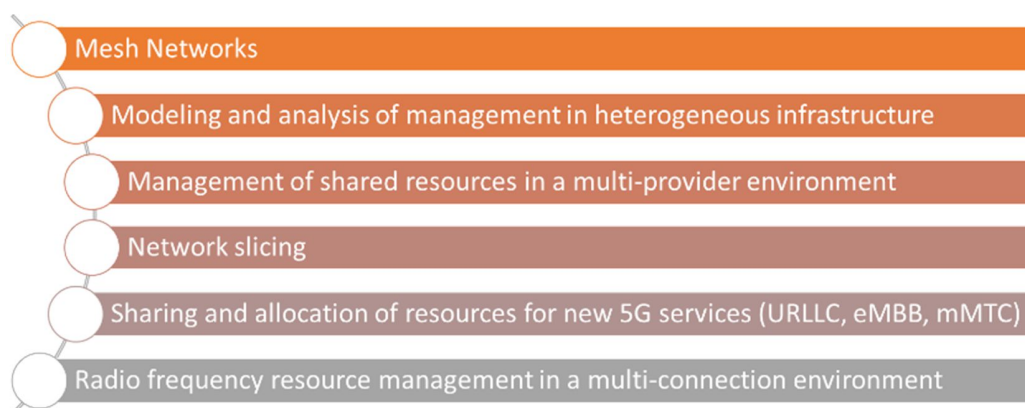 Mesh Networks
Modeling and analysis of management in heterogeneous infrastructure
Management of shared resources in a multi-provider environment
Network slicing
Sharing and allocation of resources for new 5G services (URLLC, eMBB, mMTC)
Radio frequency resource management in a multi-connection environment